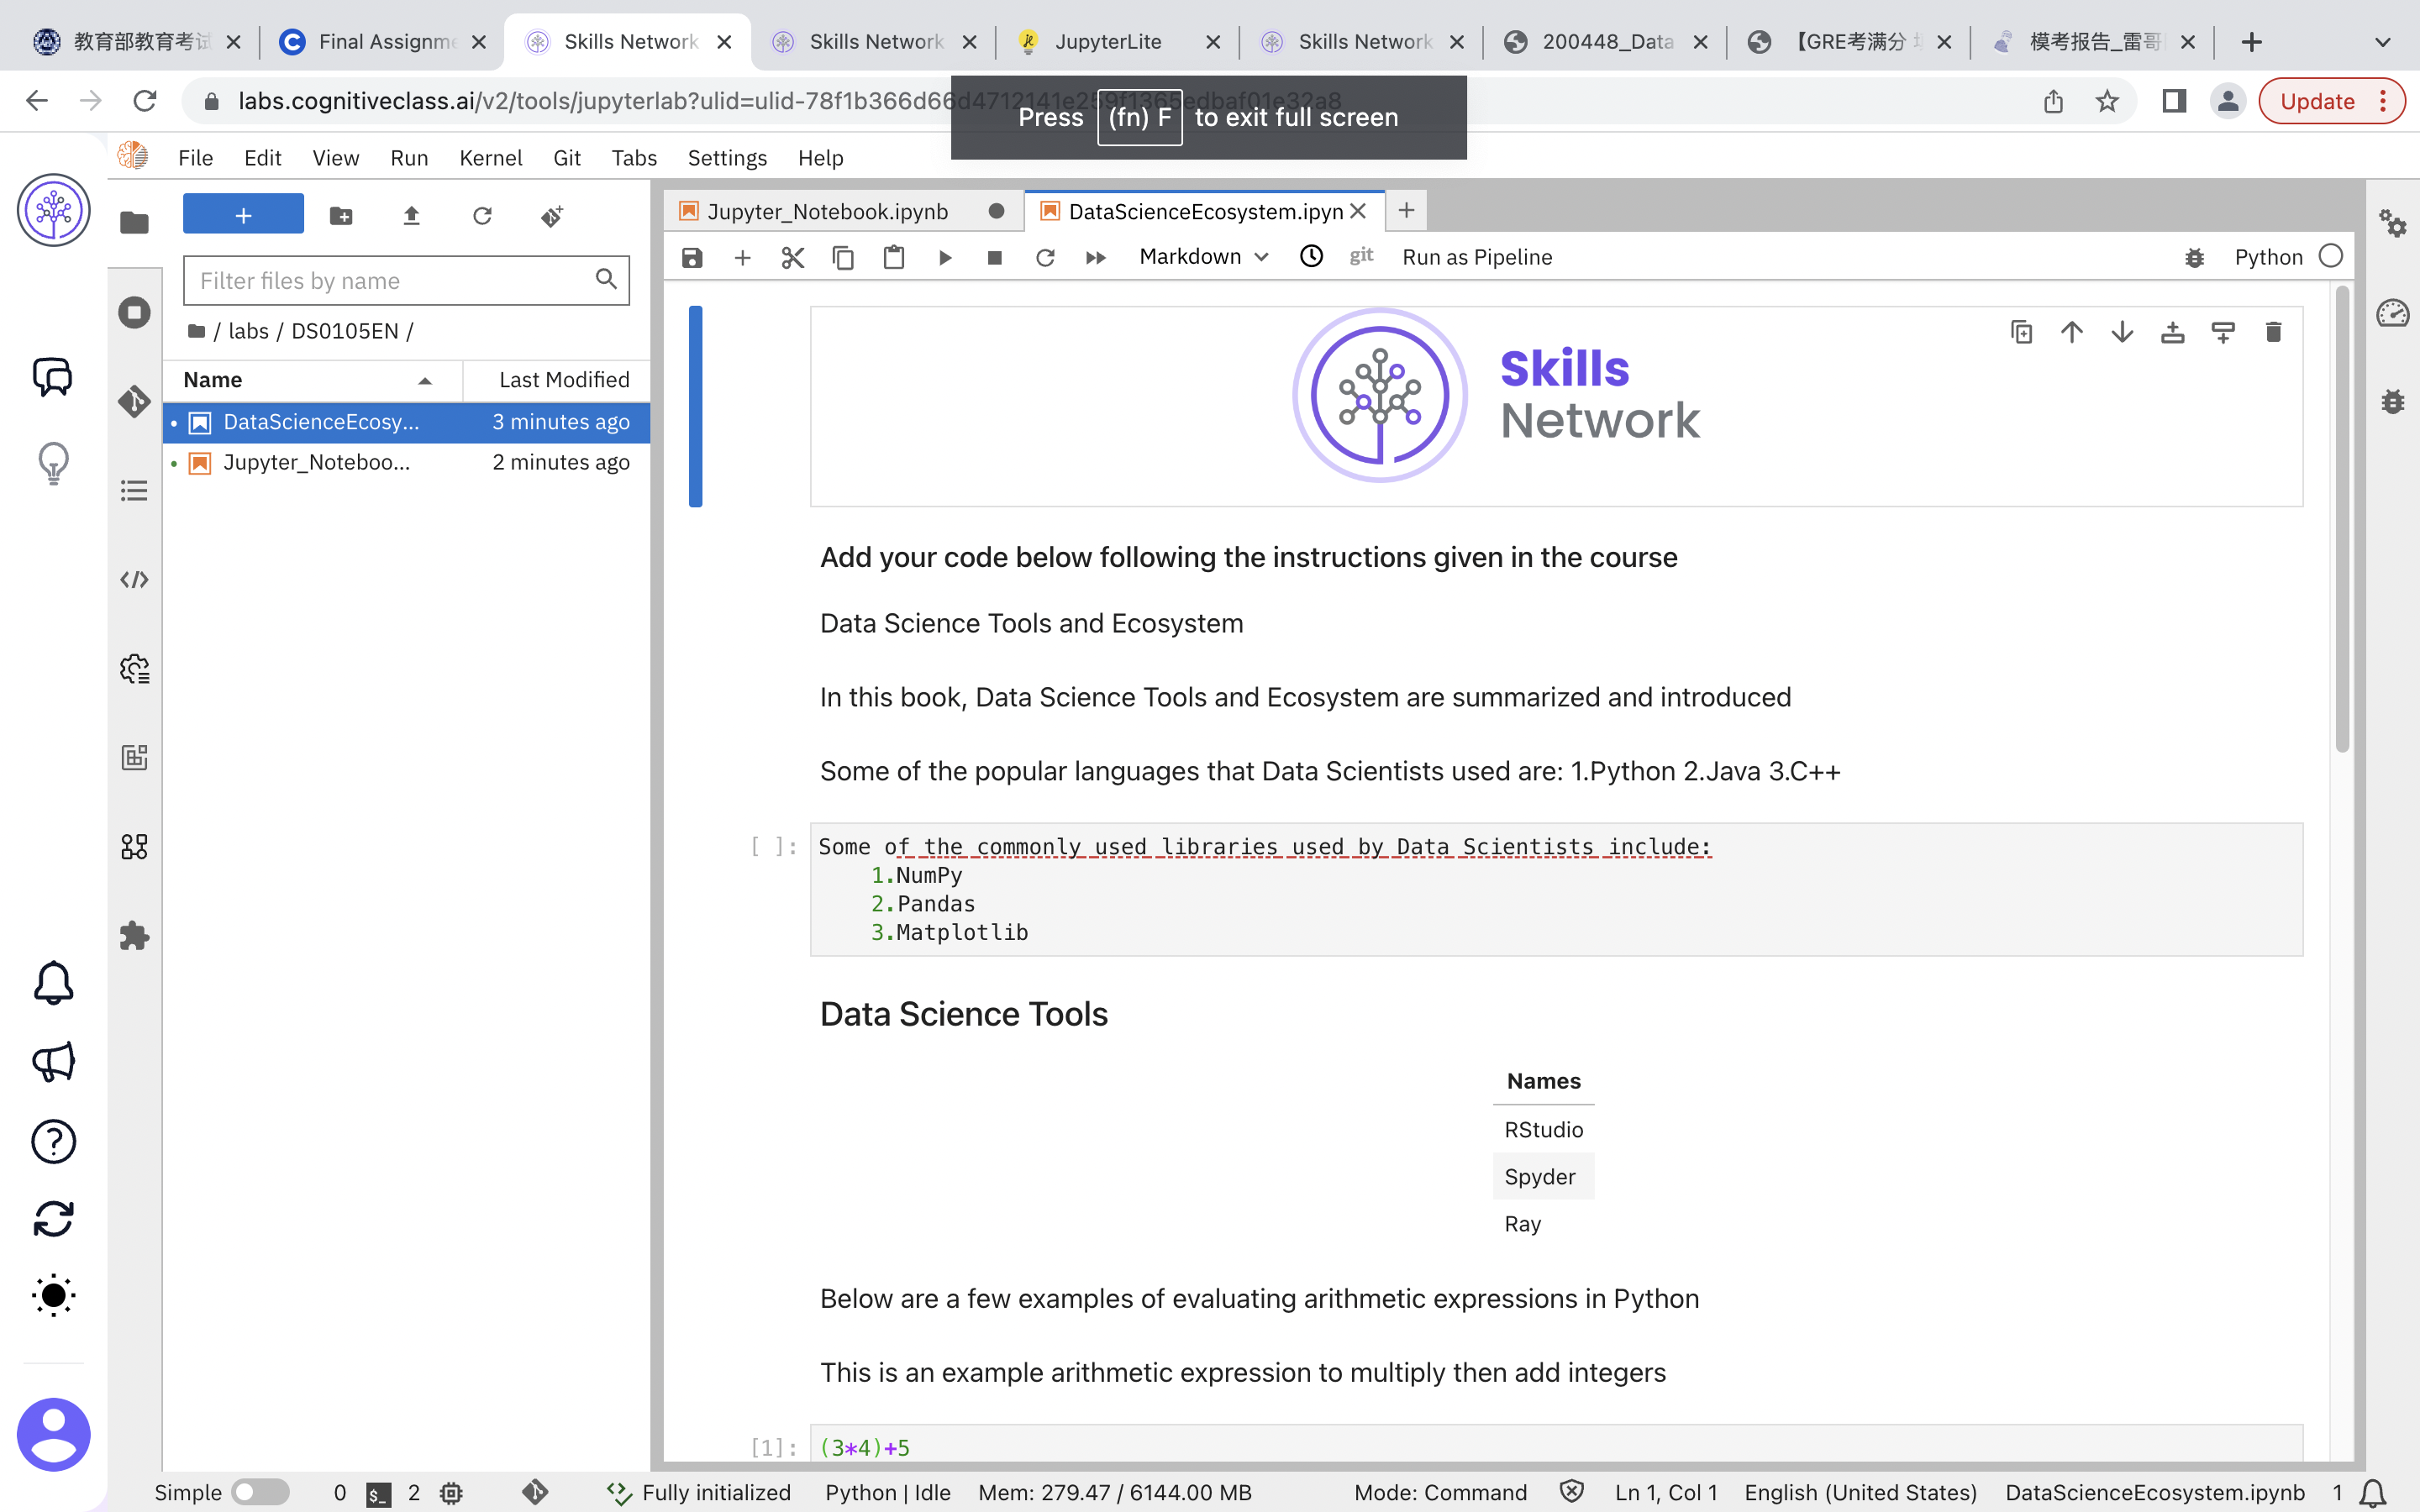 教育部教育考试
Final Assignme
Skills Network
Skills Network
JupyterLite
Skills Network
200448_Data
【GRE考满分
模考报告_雷哥
labs.cognitiveclass.ai/v2/tools/jupyterlab?ulid=ulid-78f1b366d66d4712141e259f1365edbaf01e32a8
Update
Press (fn) F to exit full screen
File Edit View Run Kernel Git Tabs Settings Help
Jupyter_Notebook.ipynb
DataScienceEcosystem.ipyn
Markdown
git
Run as Pipeline
Python
Filter files by name
/ labs / DS0105EN /
Name Last Modified
DataScienceEcosy... 3 minutes ago
Jupyter_Noteboo... 2 minutes ago
Skills
Network
Add your code below following the instructions given in the course
Data Science Tools and Ecosystem
In this book, Data Science Tools and Ecosystem are summarized and introduced
Some of the popular languages that Data Scientists used are: 1.Python 2.Java 3.C++
[ ]: Some of the commonly used libraries used by Data Scientists include:
1.NumPy
2.Pandas
3.Matplotlib
Data Science Tools
Names
RStudio
Spyder
Ray
Below are a few examples of evaluating arithmetic expressions in Python
This is an example arithmetic expression to multiply then add integers
[1]: (3*4)+5
Simple 0 $_ 2 Fully initialized Python | Idle Mem: 279.47 / 6144.00 MB Mode: Command Ln 1, Col 1 English (United States) DataScienceEcosystem.ipynb 1